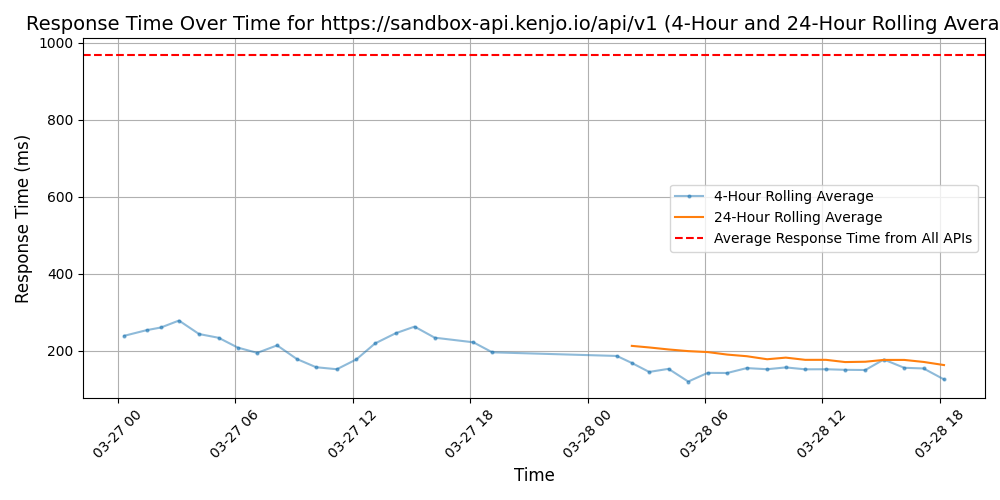 Response Time Over Time for https://sandbox-api.kenjo.io/api/v1 (4-Hour and 24-Hour Rolling Avera
1000
800
600
400
200
Response Time (ms)
4-Hour Rolling Average
24-Hour Rolling Average
Average Response Time from All APIs
03-27 00
03-27 06
03-27 12
03-27 18
03-28 00
03-28 06
03-28 12
03-28 18
Time